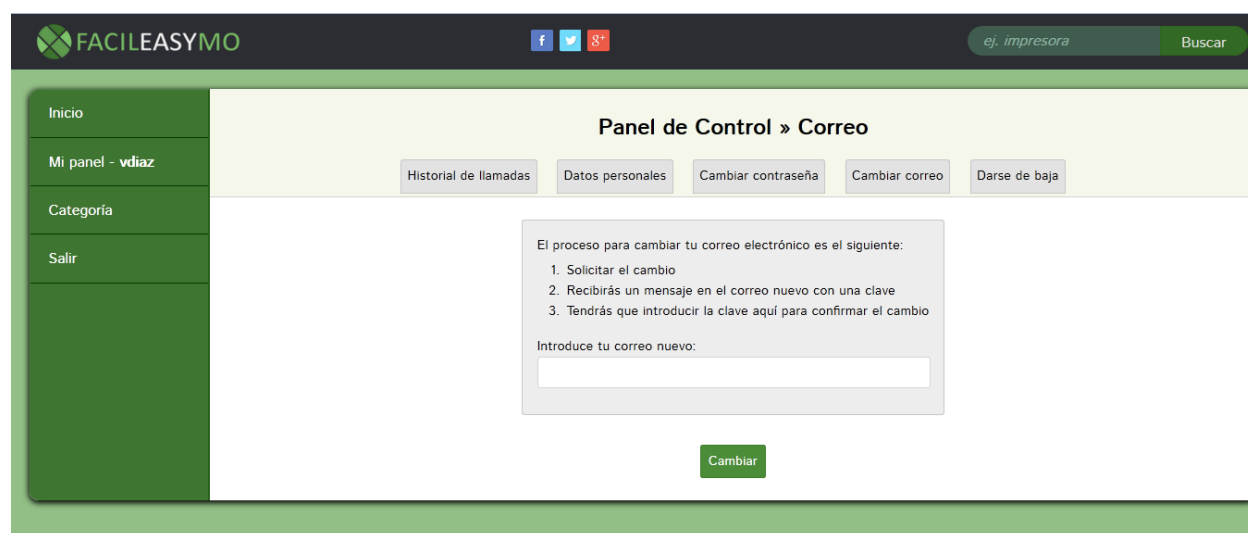 FACILEASYMO
f
g+
ej. impresora
Buscar
Inicio
Mi panel - vdiaz
Categoría
Salir
Panel de Control » Correo
Historial de llamadas
Datos personales
Cambiar contraseña
Cambiar correo
Darse de baja
El proceso para cambiar tu correo electrónico es el siguiente:
1. Solicitar el cambio
2. Recibirás un mensaje en el correo nuevo con una clave
3. Tendrás que introducir la clave aquí para confirmar el cambio
Introduce tu correo nuevo:
Cambiar